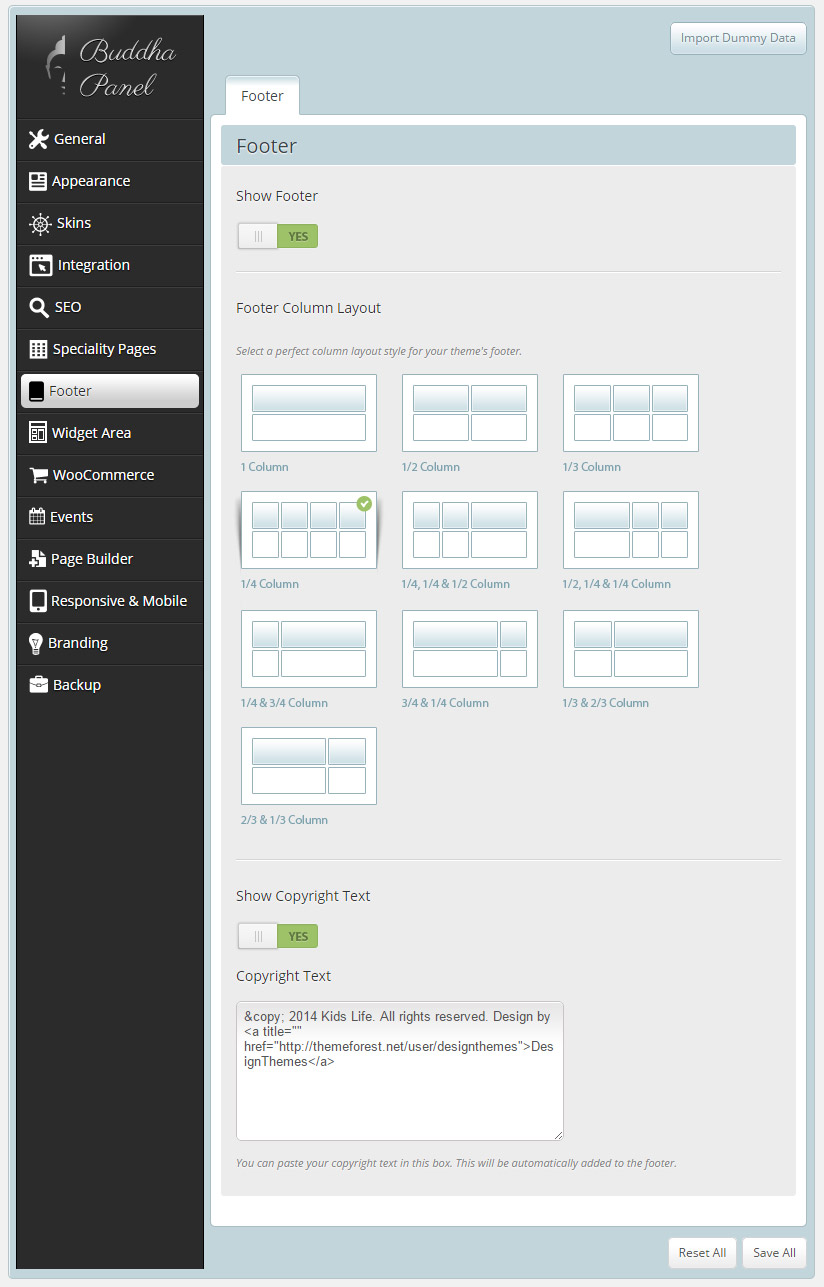 Buddha
Panel
Import Dummy Data
General
Appearance
Skins
Integration
SEO
Speciality Pages
Footer
Widget Area
WooCommerce
Events
Page Builder
Responsive & Mobile
Branding
Backup
Footer
Footer
Show Footer
YES
Footer Column Layout
Select a perfect column layout style for your theme's footer.
1 Column
1/2 Column
1/3 Column
1/4 Column
1/4, 1/4 & 1/2 Column
1/2, 1/4 & 1/4 Column
1/4 & 3/4 Column
3/4 & 1/4 Column
1/3 & 2/3 Column
2/3 & 1/3 Column
Show Copyright Text
YES
Copyright Text
&copy; 2014 Kids Life. All rights reserved. Design by
<a title=""
href="http://themeforest.net/user/designthemes">Des
ignThemes</a>
You can paste your copyright text in this box. This will be automatically added to the footer.
Reset All
Save All